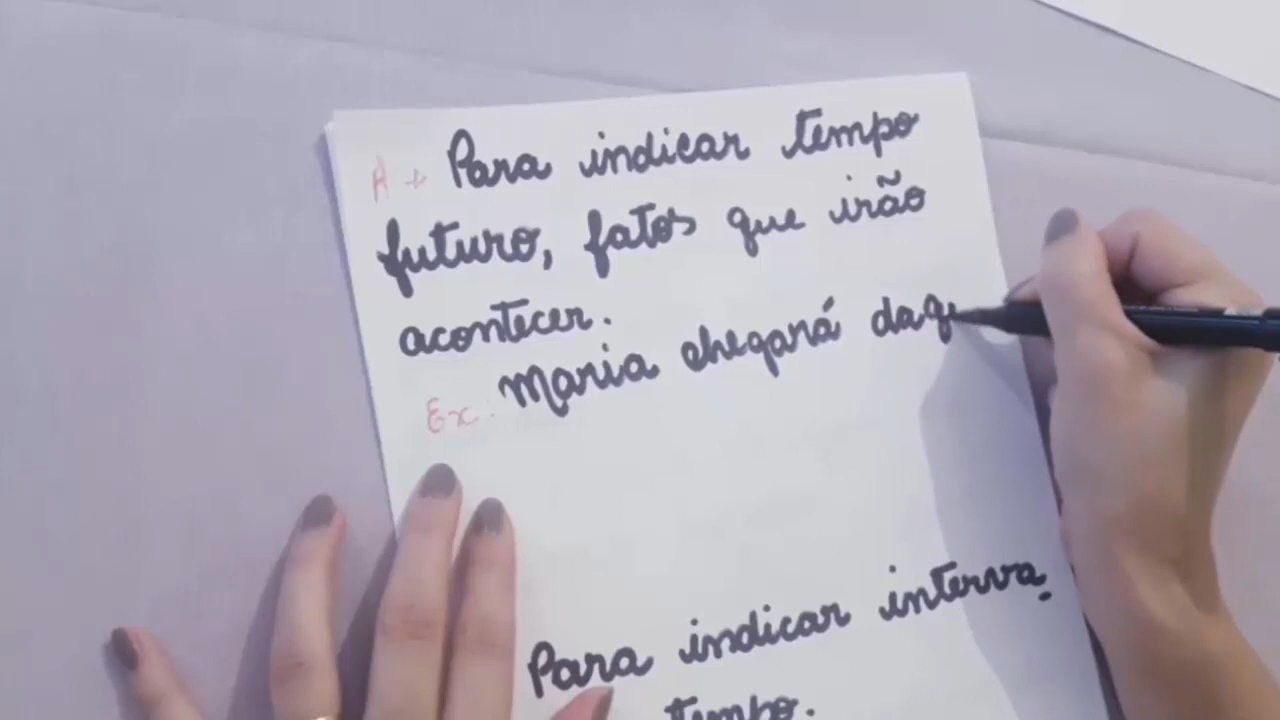 A → Para indicar tempo
futuro, fatos que irão
acontecer.
Ex: Maria chegará daq
Para indicar interva
tempo.